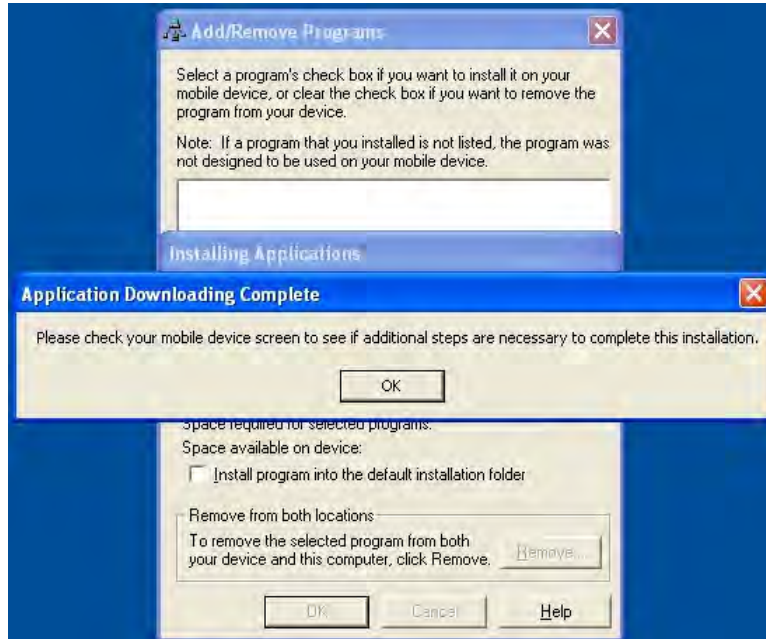 Add/Remove Programs
Select a program's check box if you want to install it on your
mobile device, or clear the check box if you want to remove the
program from your device.
Note: If a program that you installed is not listed, the program was
not designed to be used on your mobile device.
Installing Applications
Application Downloading Complete
Please check your mobile device screen to see if additional steps are necessary to complete this installation.
OK
Space required for selected programs:
Space available on device:
Install program into the default installation folder
Remove from both locations
To remove the selected program from both
your device and this computer, click Remove.
Remove...
OK
Cancel
Help